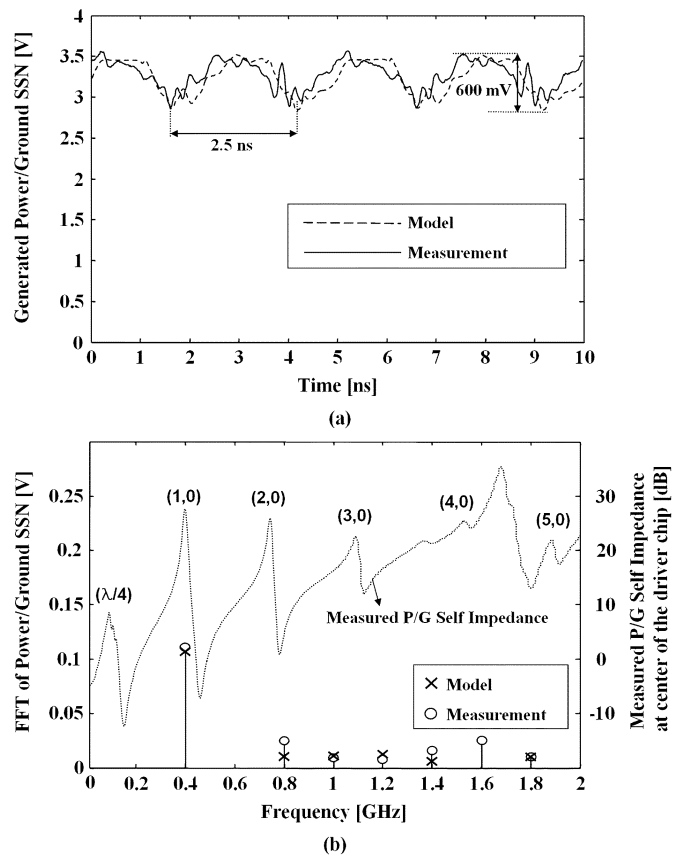 4
3.5
3
2.5
2
1.5
1
0.5
0
Generated Power/Ground SSN [V]
600 mV
2.5 ns
Model
Measurement
0 1 2 3 4 5 6 7 8 9 10
Time [ns]
(a)
0.25
0.2
0.15
0.1
0.05
0
FFT of Power/Ground SSN [V]
(λ/4)
(1,0)
(2,0)
(3,0)
(4,0)
(5,0)
Measured P/G Self Impedance
Model
Measurement
30
20
10
0
-10
Measured P/G Self Impedance
at center of the driver chip [dB]
0 0.2 0.4 0.6 0.8 1.0 1.2 1.4 1.6 1.8 2
Frequency [GHz]
(b)